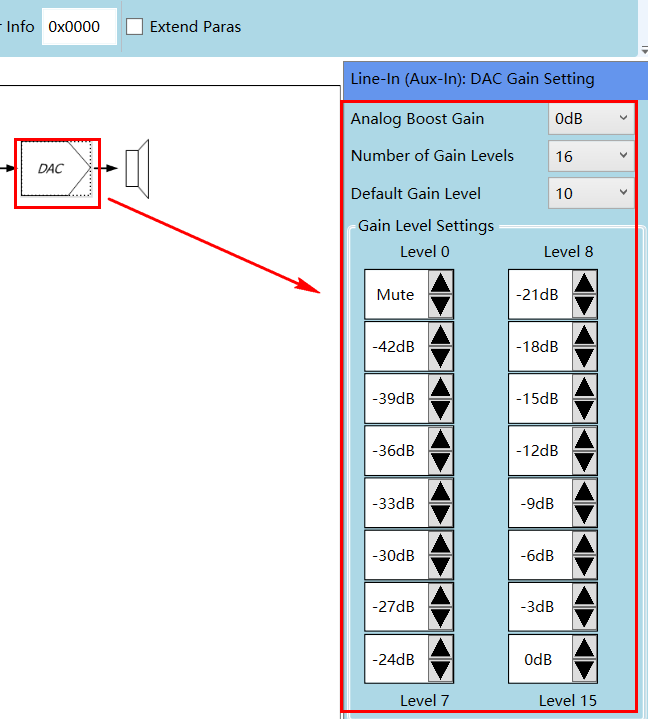 r Info 0x0000 Extend Paras
Line-In (Aux-In): DAC Gain Setting
Analog Boost Gain 0dB
Number of Gain Levels 16
Default Gain Level 10
DAC
Gain Level Settings
Level 0 Level 8
Mute -21dB
-42dB -18dB
-39dB -15dB
-36dB -12dB
-33dB -9dB
-30dB -6dB
-27dB -3dB
-24dB 0dB
Level 7 Level 15